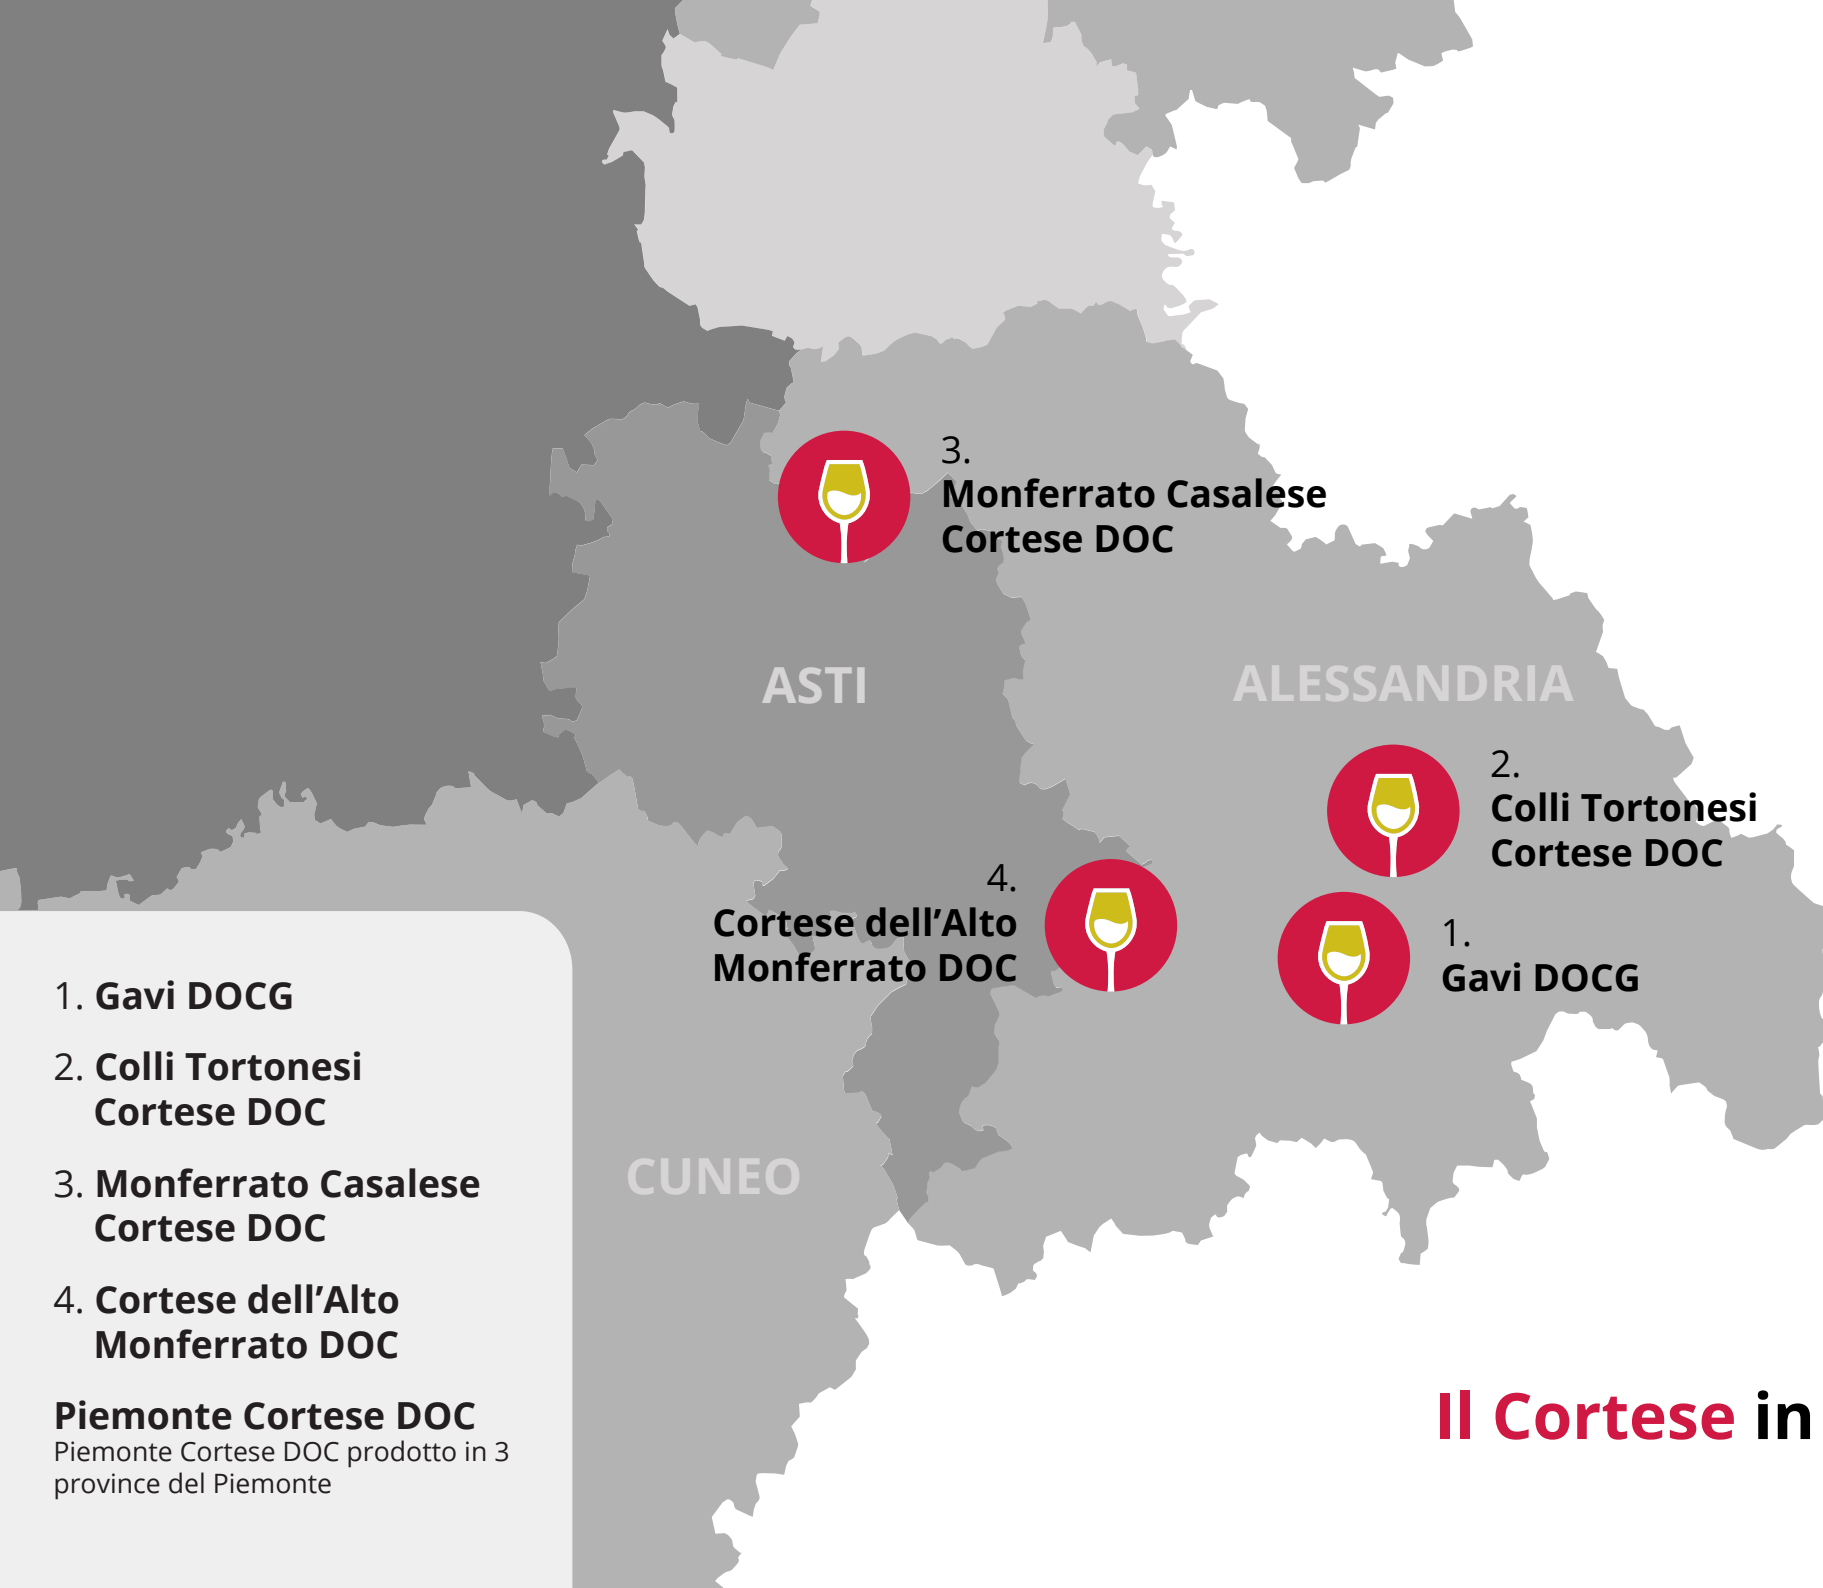 3.
Monferrato Casalese
Cortese DOC
ASTI
ALESSANDRIA
2.
Colli Tortonesi
Cortese DOC
4.
Cortese dell’Alto
Monferrato DOC
1.
Gavi DOCG
CUNEO
1. Gavi DOCG
2. Colli Tortonesi
Cortese DOC
3. Monferrato Casalese
Cortese DOC
4. Cortese dell’Alto
Monferrato DOC
Piemonte Cortese DOC
Piemonte Cortese DOC prodotto in 3
province del Piemonte
Il Cortese in